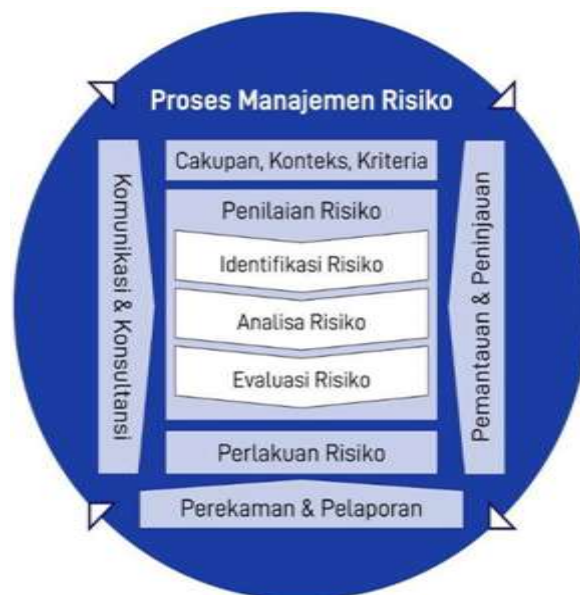 Proses Manajemen Risiko
Cakupan, Konteks, Kriteria
Komunikasi & Konsultansi
Penilaian Risiko
Identifikasi Risiko
Analisa Risiko
Evaluasi Risiko
Pemantauan & Peninjauan
Perlakuan Risiko
Perekaman & Pelaporan